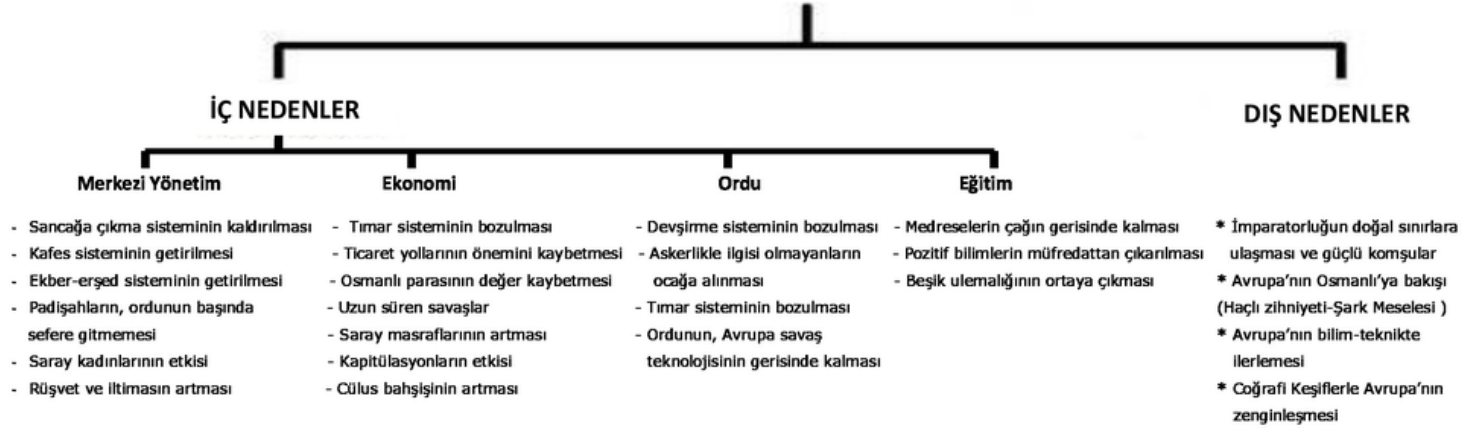 İÇ NEDENLER
DIŞ NEDENLER
Merkezi Yönetim
- Sancağa çıkma sisteminin kaldırılması
- Kafes sisteminin getirilmesi
- Ekber-erşed sisteminin getirilmesi
- Padişahların, ordunun başında
sefere gitmemesi
- Saray kadınlarının etkisi
- Rüşvet ve iltimasın artması
Ekonomi
- Tımar sisteminin bozulması
- Ticaret yollarının önemini kaybetmesi
- Osmanlı parasının değer kaybetmesi
- Uzun süren savaşlar
- Saray masraflarının artması
- Kapitülasyonların etkisi
- Cülus bahşişinin artması
Ordu
- Devşirme sisteminin bozulması
- Askerlikle ilgisi olmayanların
ocağa alınması
- Tımar sisteminin bozulması
- Ordunun, Avrupa savaş
teknolojisinin gerisinde kalması
Eğitim
- Medreselerin çağın gerisinde kalması
- Pozitif bilimlerin müfredattan çıkarılması
- Beşik ulemalığının ortaya çıkması
* İmparatorluğun doğal sınırlara
ulaşması ve güçlü komşular
* Avrupa'nın Osmanlı'ya bakışı
(Haçlı zihniyeti-Şark Meselesi )
* Avrupa'nın bilim-teknikte
ilerlemesi
* Coğrafi Keşiflerle Avrupa'nın
zenginleşmesi